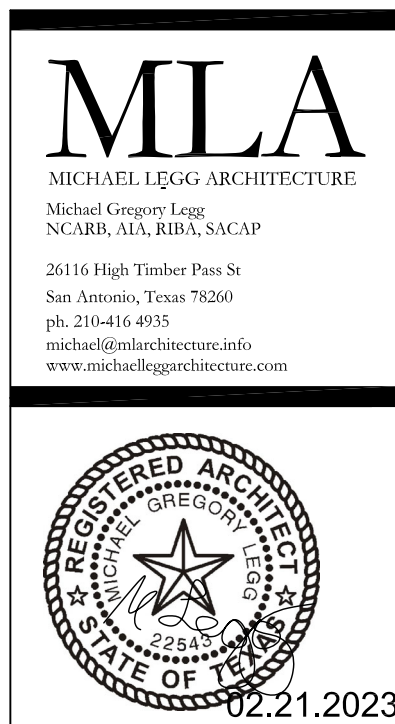 MLA
MICHAEL LEGG ARCHITECTURE
Michael Gregory Legg
NCARB, AIA, RIBA, SACAP
26116 High Timber Pass St
San Antonio, Texas 78260
ph. 210-416 4935
michael@mlarchitecture.info
www.michaelleggarchitecture.com
REGISTERED ARCHITECT
MICHAEL GREGORY LEGG
M Legg
22543
STATE OF TEXAS
02.21.2023